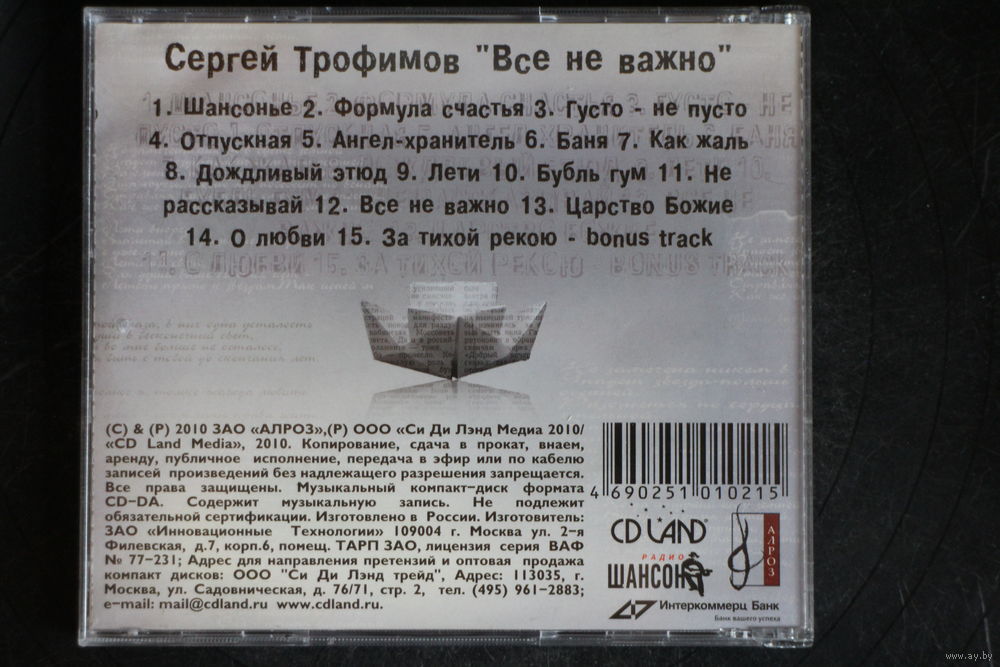 Сергей Трофимов "Все не важно"
1. Шансонье 2. Формула счастья 3. Густо - не пусто
4. Отпускная 5. Ангел-хранитель 6. Баня 7. Как жаль
8. Дождливый этюд 9. Лети 10. Бубль гум 11. Не
рассказывай 12. Все не важно 13. Царство Божие
14. О любви 15. За тихой рекою - bonus track
(C) & (P) 2010 ЗАО «АЛРОЗ»,(P) ООО «Си Ди Лэнд Медиа 2010/
«CD Land Media», 2010. Копирование, сдача в прокат, внаем,
аренду, публичное исполнение, передача в эфир или по кабелю
записей произведений без надлежащего разрешения запрещается.
Все права защищены. Музыкальный компакт-диск формата
CD-DA. Содержит музыкальную запись. Не подлежит
обязательной сертификации. Изготовлено в России. Изготовитель:
ЗАО «Инновационные Технологии» 109004 г. Москва ул. 2-я
Филевская, д.7, корп.6, помещ. ТАРП ЗАО, лицензия серия ВАФ
№ 77-231; Адрес для направления претензий и оптовая продажа
компакт дисков: ООО "Си Ди Лэнд трейд", Адрес: 113035, г.
Москва, ул. Садовническая, д. 76/71, стр. 2, тел. (495) 961-2883;
e-mail: mail@cdland.ru www.cdland.ru.
4 690251 010215
CD LAND®
АЛРОЗ
РАДИО
ШАНСОН
Интеркоммерц Банк
Банк вашего успеха
www.ay.by